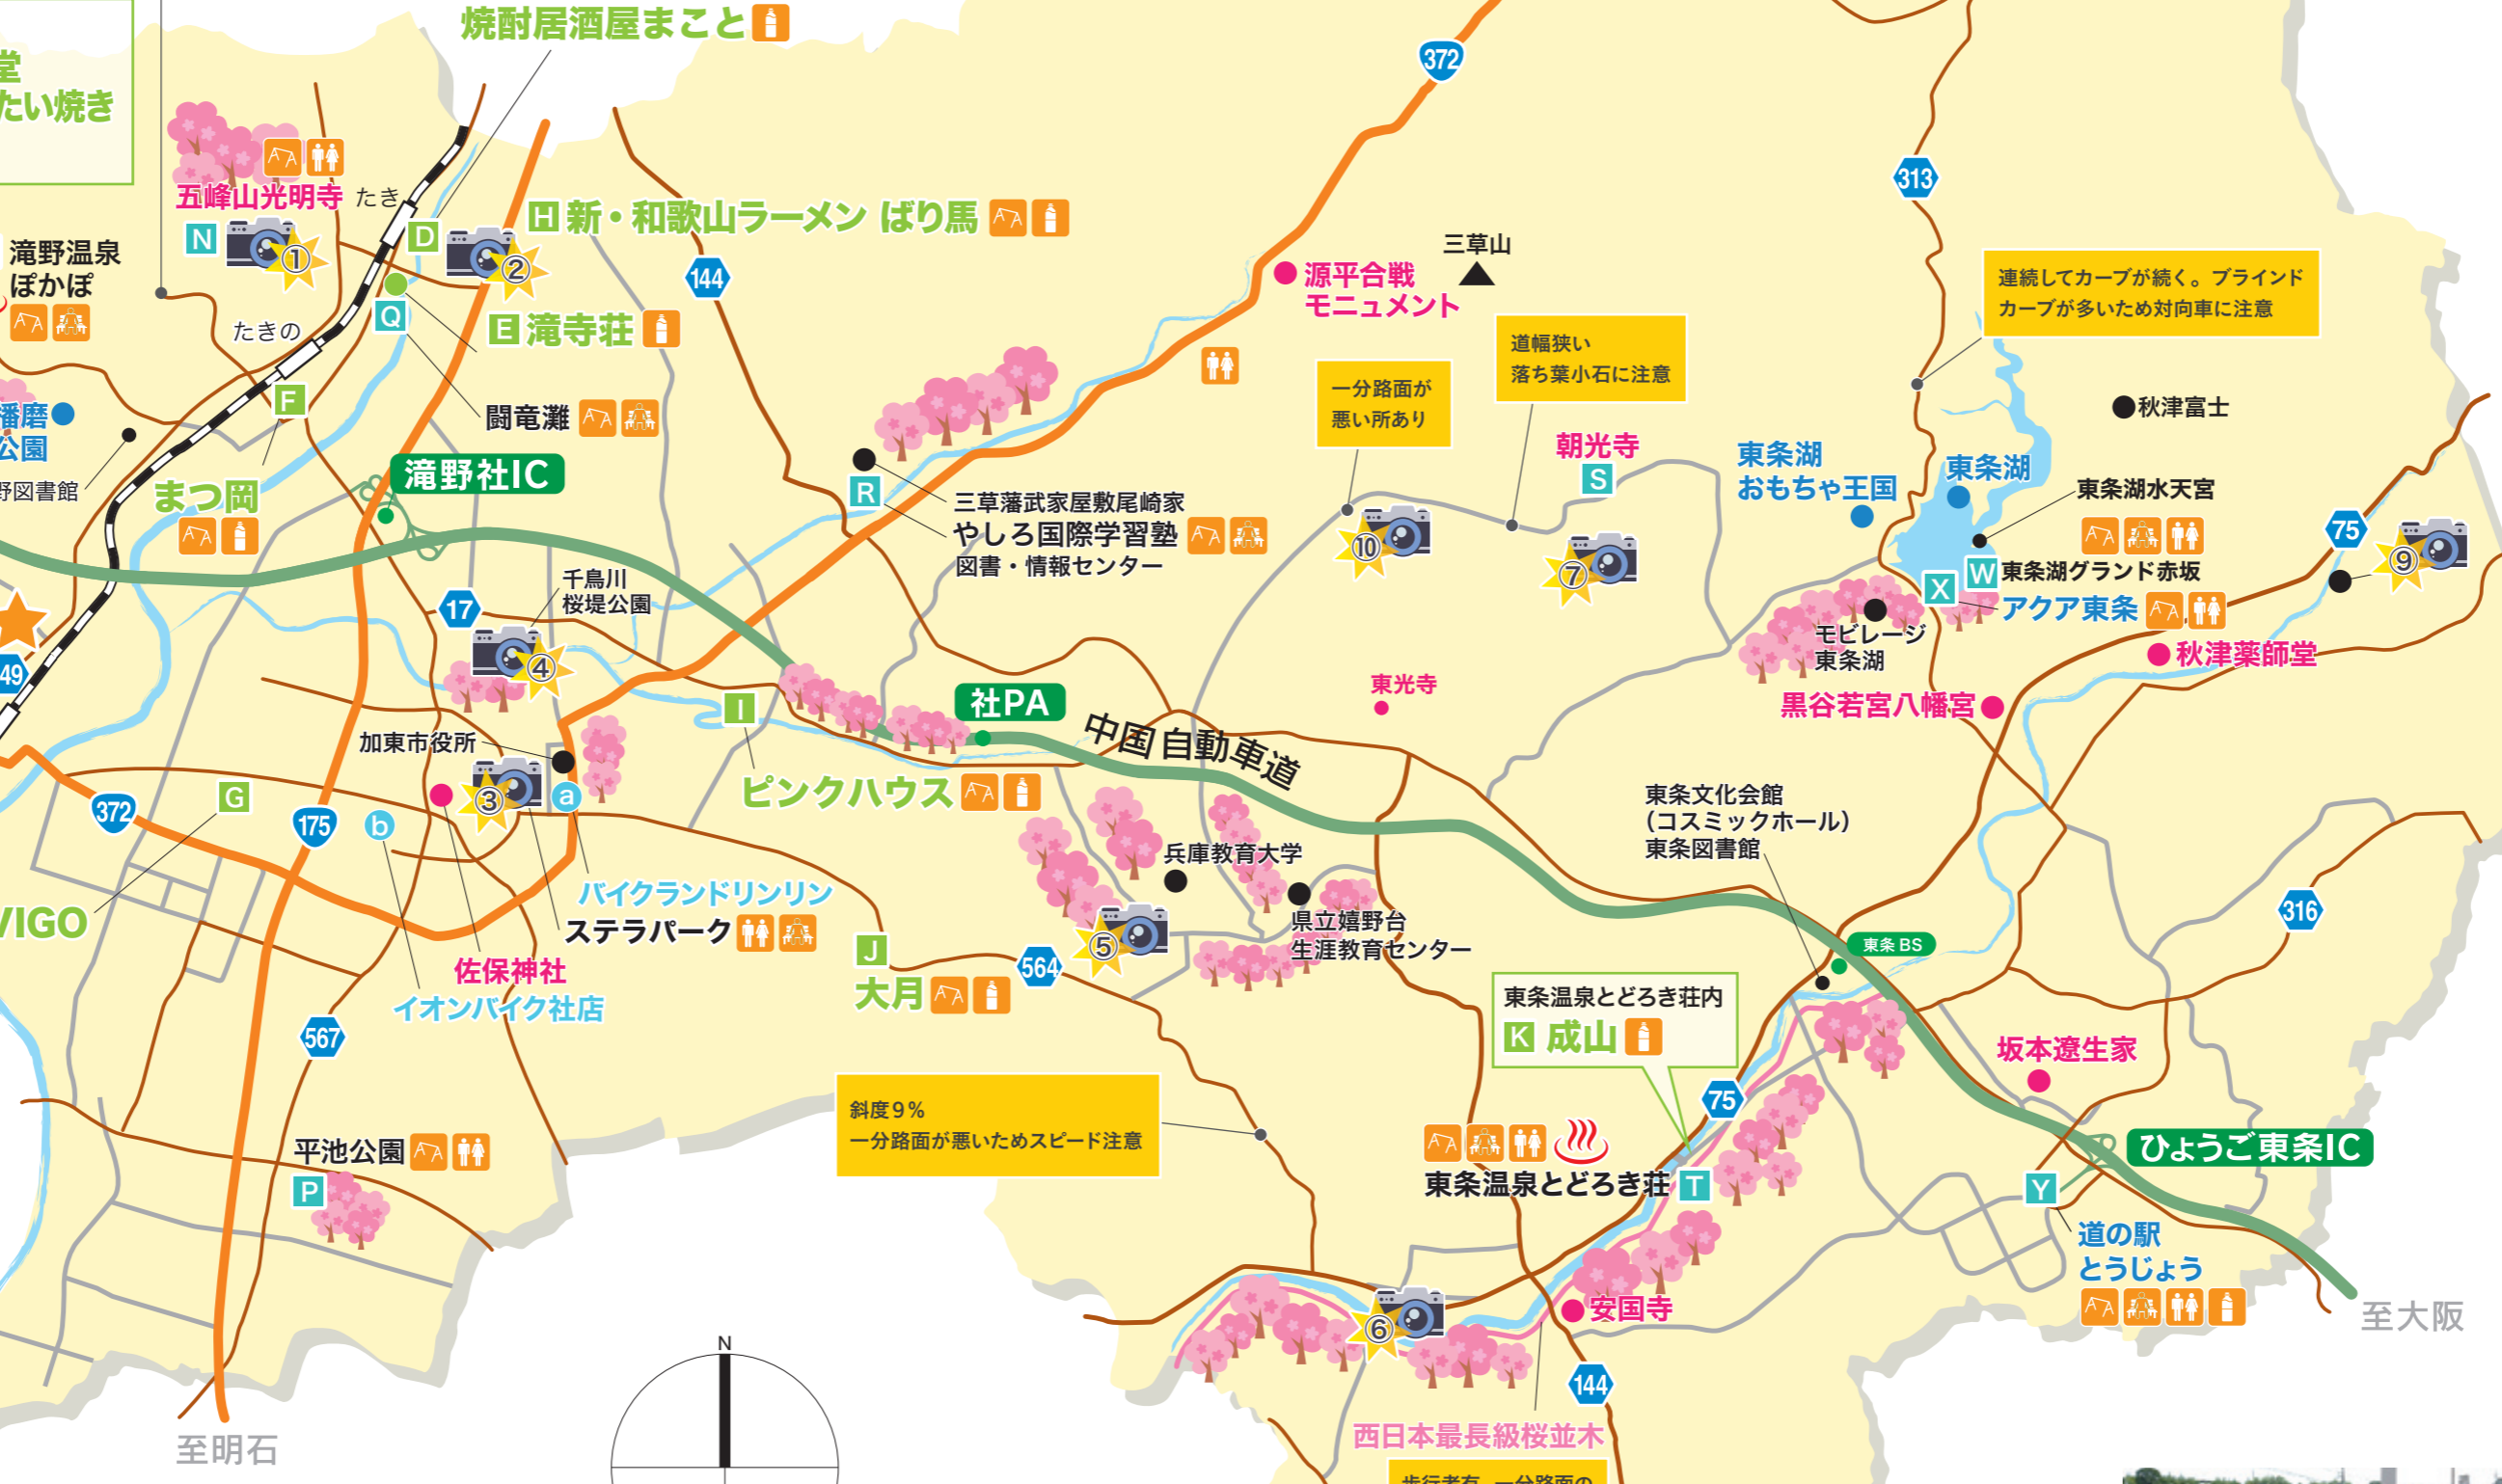 焼酎居酒屋まこと
堂
たい焼き
372
五峰山光明寺
たき
N
①
D
②
H 新・和歌山ラーメン ばり馬
313
滝野温泉
ぽかぽ
144
三草山
源平合戦
モニュメント
連続してカーブが続く。ブラインド
カーブが多いため対向車に注意
たきの
Q
E 滝寺荘
道幅狭い
落ち葉小石に注意
一分路面が
悪い所あり
F
播磨
公園
闘竜灘
秋津富士
朝光寺
S
東条湖
おもちゃ王国
東条湖
滝野社IC
野図書館
まつ岡
R
三草藩武家屋敷尾崎家
やしろ国際学習塾
図書・情報センター
東条湖水天宮
75
⑩
⑦
⑨
千鳥川
桜堤公園
17
X
W
東条湖グランド赤坂
アクア東条
モビレージ
東条湖
秋津薬師堂
49
④
東光寺
黒谷若宮八幡宮
社PA
I
中国自動車道
加東市役所
ピンクハウス
G
372
175
b
③
a
東条文化会館
(コスミックホール)
東条図書館
兵庫教育大学
VIGO
バイクランドリンリン
ステラパーク
県立嬉野台
生涯教育センター
316
⑤
J
大月
564
佐保神社
イオンバイク社店
東条 BS
東条温泉とどろき荘内
K 成山
567
坂本遼生家
75
斜度9%
一分路面が悪いためスピード注意
平池公園
P
東条温泉とどろき荘
T
ひょうご東条IC
Y
道の駅
とうじょう
安国寺
⑥
至大阪
144
N
西日本最長級桜並木
至明石
歩行者有、一分路面の